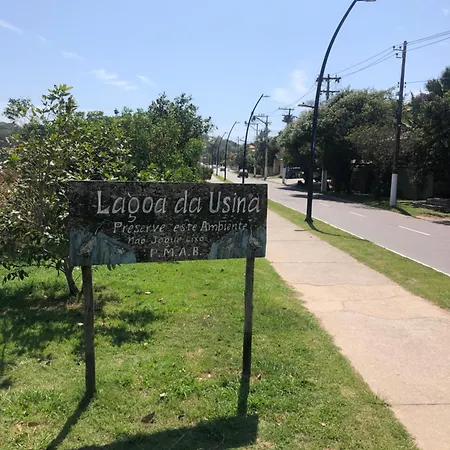 Lagoa da Usina
Preserve este Ambiente
Não Jogue lixo
P.M.A.B.